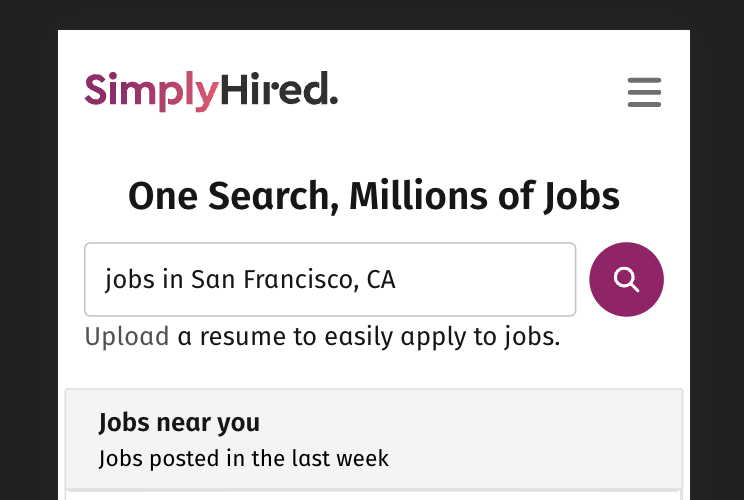 SimplyHired.
One Search, Millions of Jobs
jobs in San Francisco, CA
Upload a resume to easily apply to jobs.
Jobs near you
Jobs posted in the last week